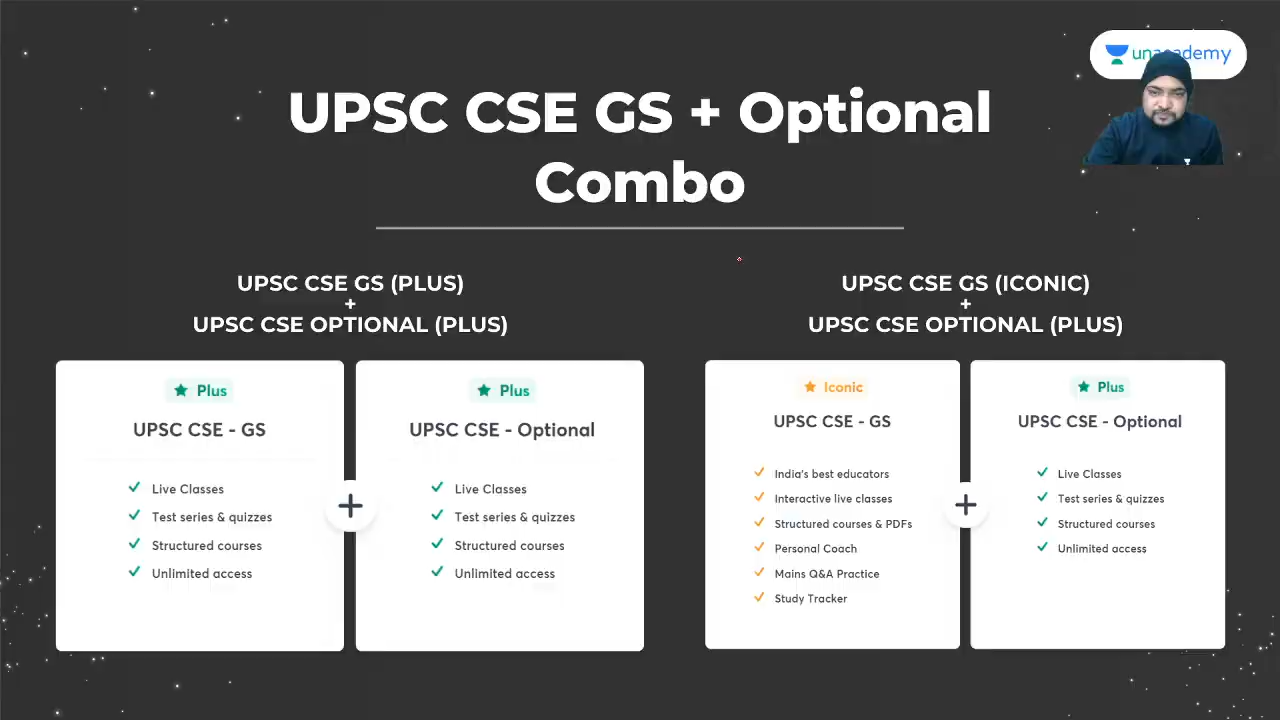 unacademy
UPSC CSE GS + Optional
Combo
UPSC CSE GS (PLUS)
+
UPSC CSE OPTIONAL (PLUS)
Plus
UPSC CSE - GS
Live Classes
Test series & quizzes
Structured courses
Unlimited access
+
Plus
UPSC CSE - Optional
Live Classes
Test series & quizzes
Structured courses
Unlimited access
UPSC CSE GS (ICONIC)
+
UPSC CSE OPTIONAL (PLUS)
Iconic
UPSC CSE - GS
India's best educators
Interactive live classes
Structured courses & PDFs
Personal Coach
Mains Q&A Practice
Study Tracker
+
Plus
UPSC CSE - Optional
Live Classes
Test series & quizzes
Structured courses
Unlimited access